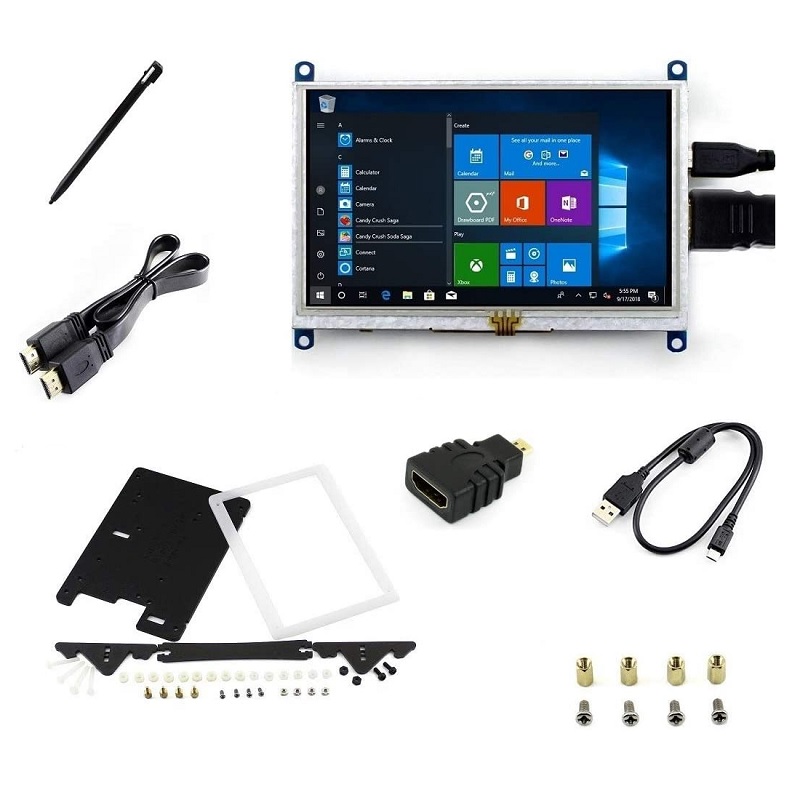 A
Alarms & Clock
C
Calculator
Calendar
Camera
Candy Crush Saga
Candy Crush Soda Saga
Connect
Cortana
D
Create
Calendar
See all your mail in one place
And more...
Mail
Drawboard PDF
My Office
OneNote
Play
Xbox
Photos
5:55 PM
9/17/2018